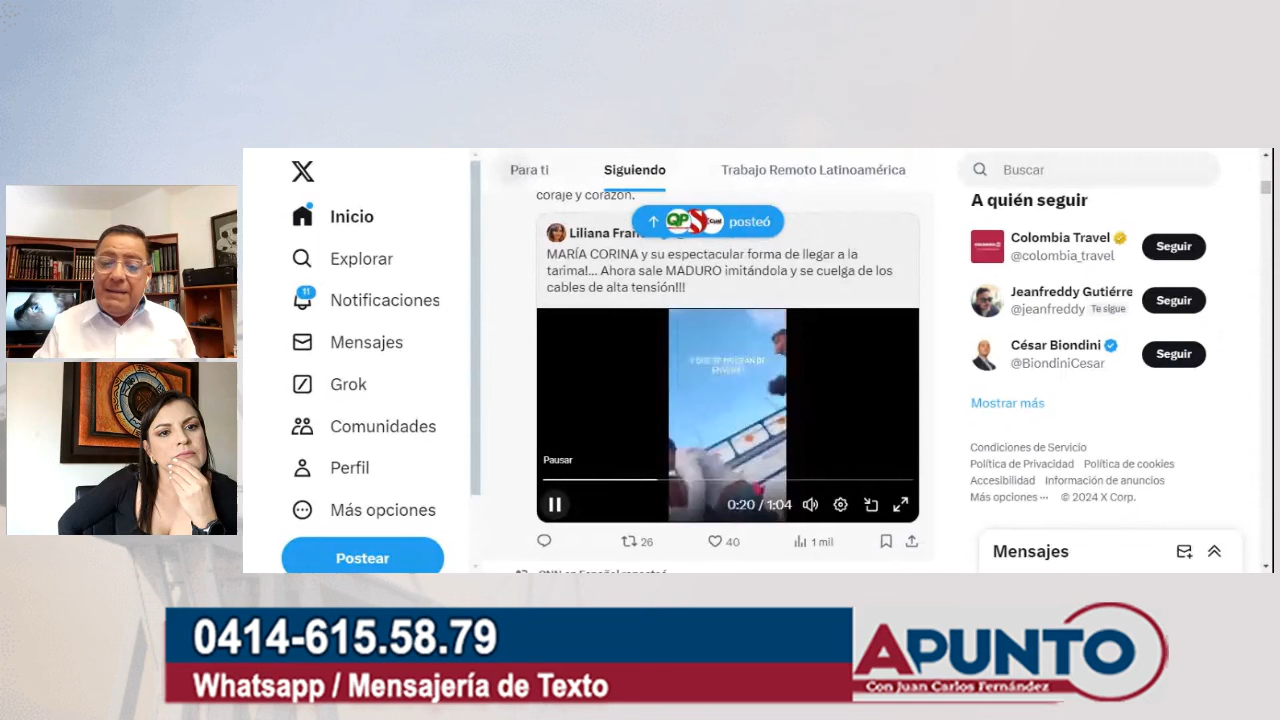 Inicio
Explorar
11
Notificaciones
Mensajes
Grok
Comunidades
Perfil
Más opciones
Postear
Para ti
Siguiendo
Trabajo Remoto Latinoamérica
coraje y corazón.
posteó
Liliana Fran
MARÍA CORINA y su espectacular forma de llegar a la
tarima!... Ahora sale MADURO imitándola y se cuelga de los
cables de alta tensión!!!
Pausar
0:20 / 1:04
26
40
1 mil
CNN en Español reposteó
Buscar
A quién seguir
Colombia Travel
@colombia_travel
Seguir
Jeanfreddy Gutiérre
@jeanfreddy Te sigue
Seguir
César Biondini
@BiondiniCesar
Seguir
Mostrar más
Condiciones de Servicio
Política de Privacidad Política de cookies
Accesibilidad Información de anuncios
Más opciones ··· © 2024 X Corp.
Mensajes
0414-615.58.79
Whatsapp / Mensajería de Texto
APUNTO
Con Juan Carlos Fernández